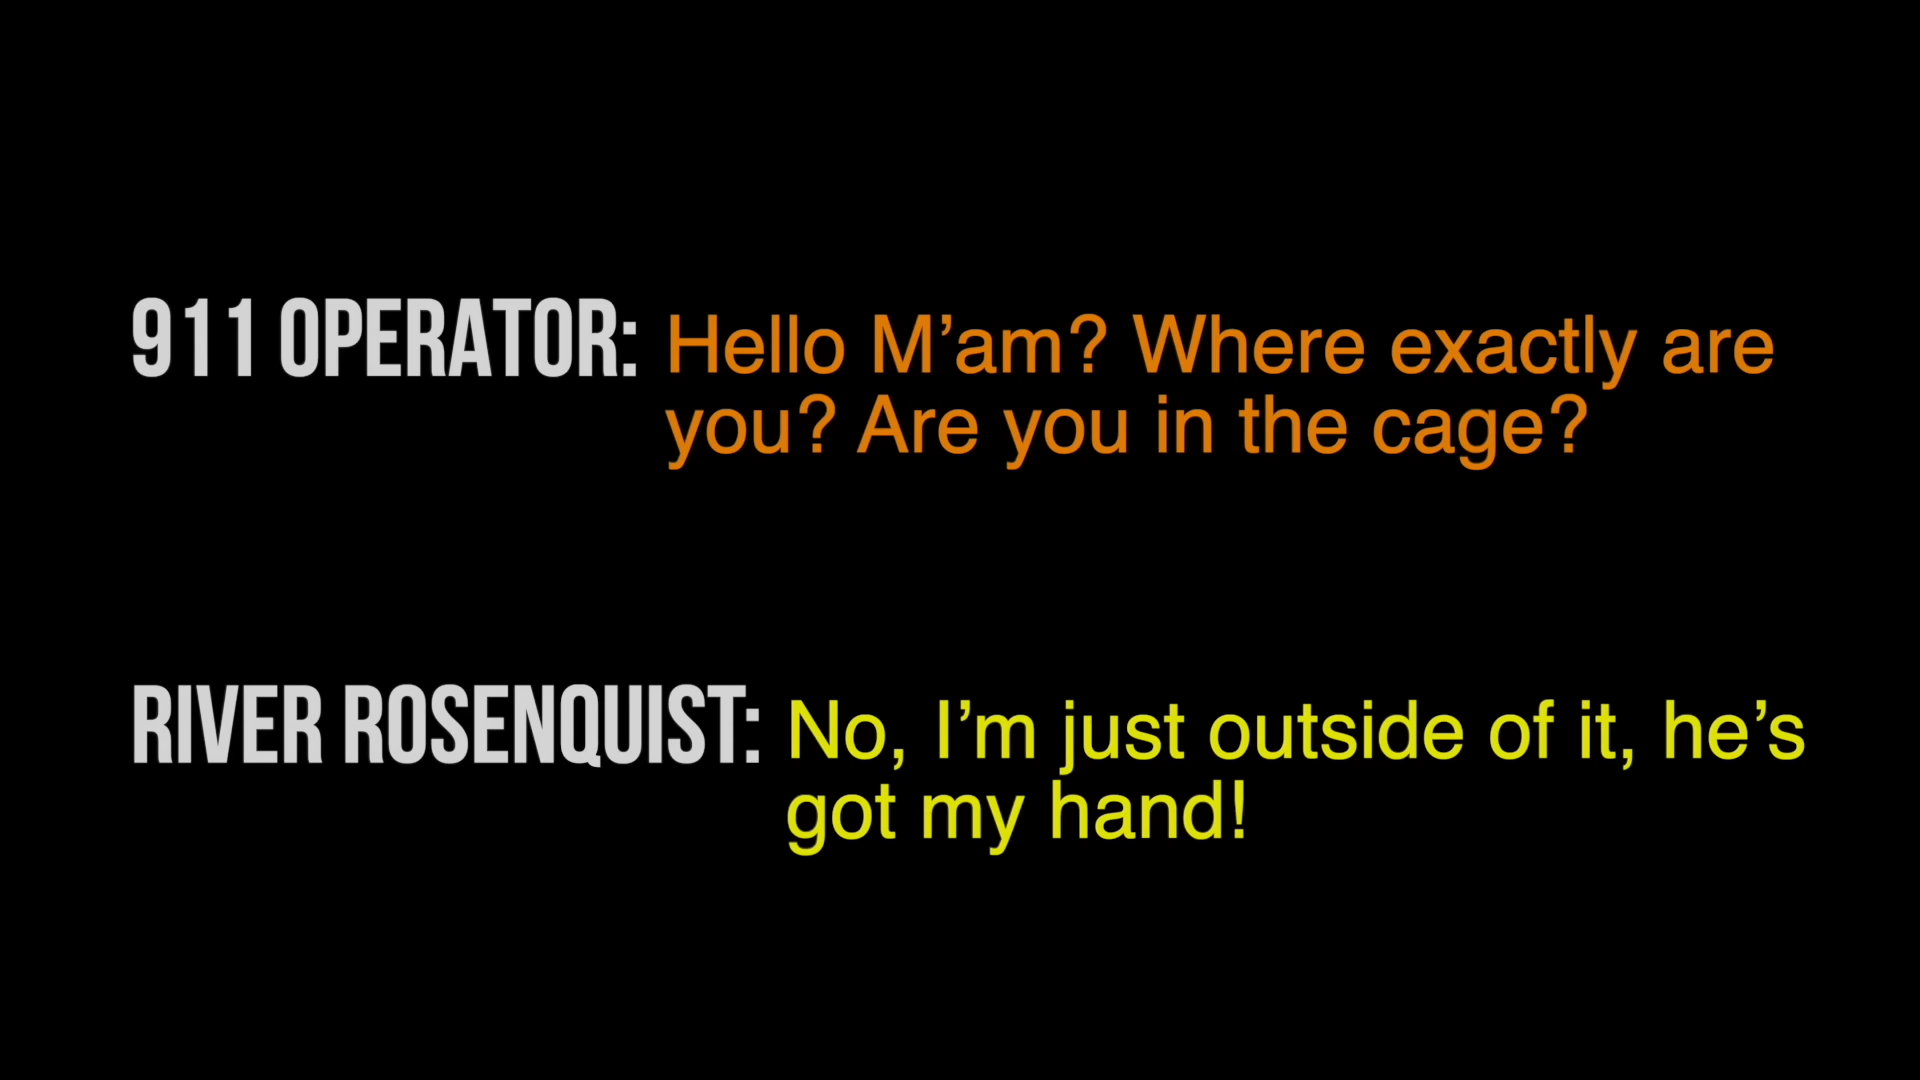 911 OPERATOR: Hello M’am? Where exactly are
you? Are you in the cage?
RIVER ROSENQUIST: No, I’m just outside of it, he’s
got my hand!